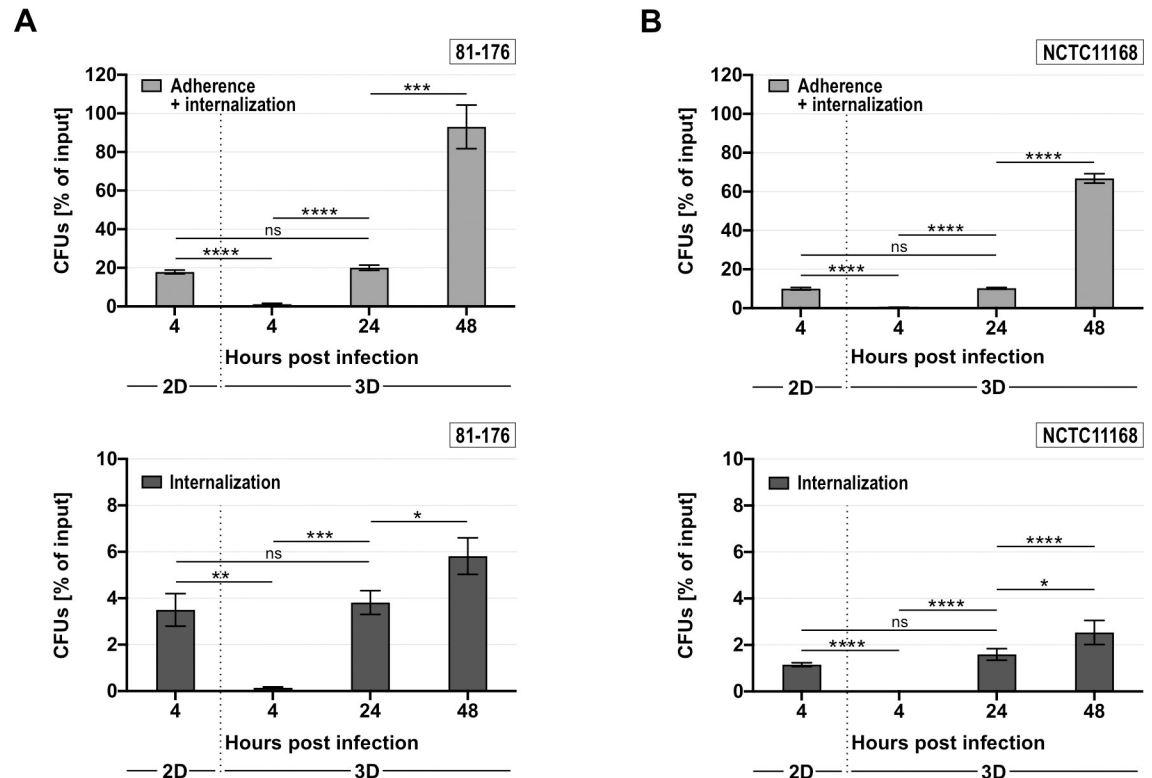 A
81-176
Adherence
+ internalization
CFUs [% of input]
120
100
80
60
40
20
0
***
****
ns
****
4
4
24
48
Hours post infection
2D
3D
B
NCTC11168
Adherence
+ internalization
CFUs [% of input]
120
100
80
60
40
20
0
****
****
ns
****
4
4
24
48
Hours post infection
2D
3D
81-176
Internalization
CFUs [% of input]
10
8
6
4
2
0
*
***
ns
**
4
4
24
48
Hours post infection
2D
3D
NCTC11168
Internalization
CFUs [% of input]
10
8
6
4
2
0
****
*
****
ns
****
4
4
24
48
Hours post infection
2D
3D